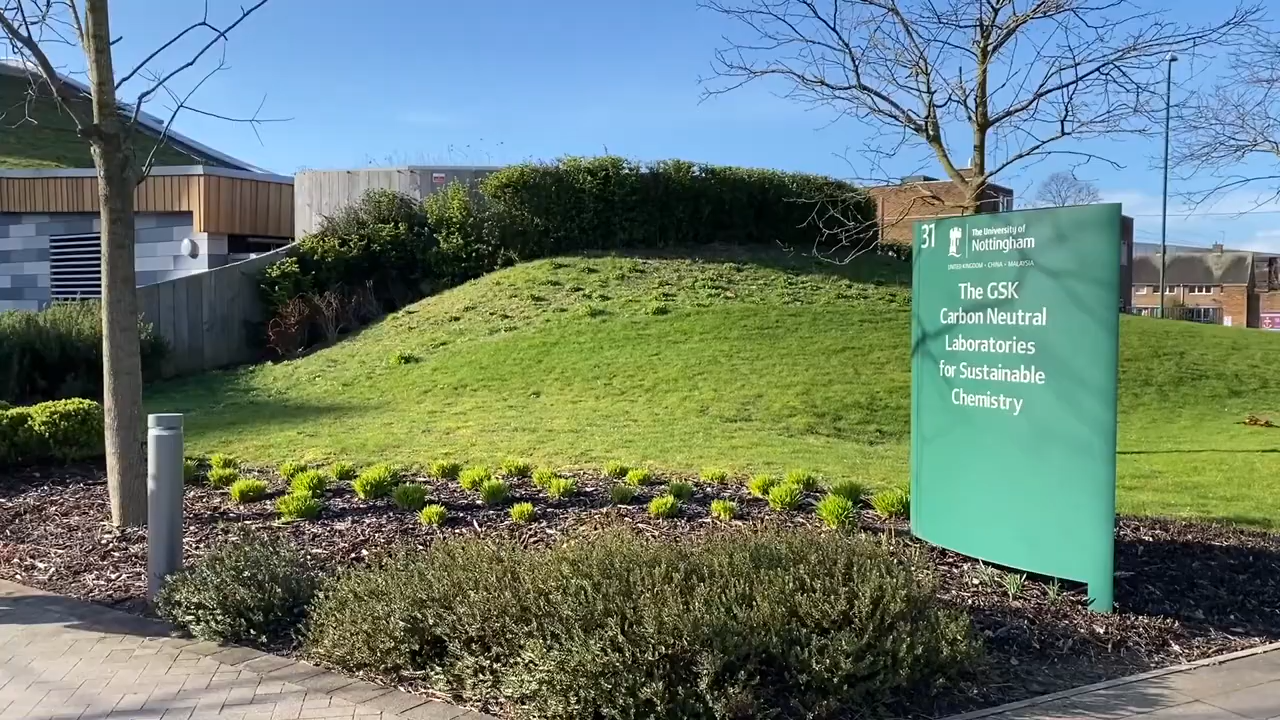 31
The University of
Nottingham
UNITED KINGDOM • CHINA • MALAYSIA
The GSK
Carbon Neutral
Laboratories
for Sustainable
Chemistry